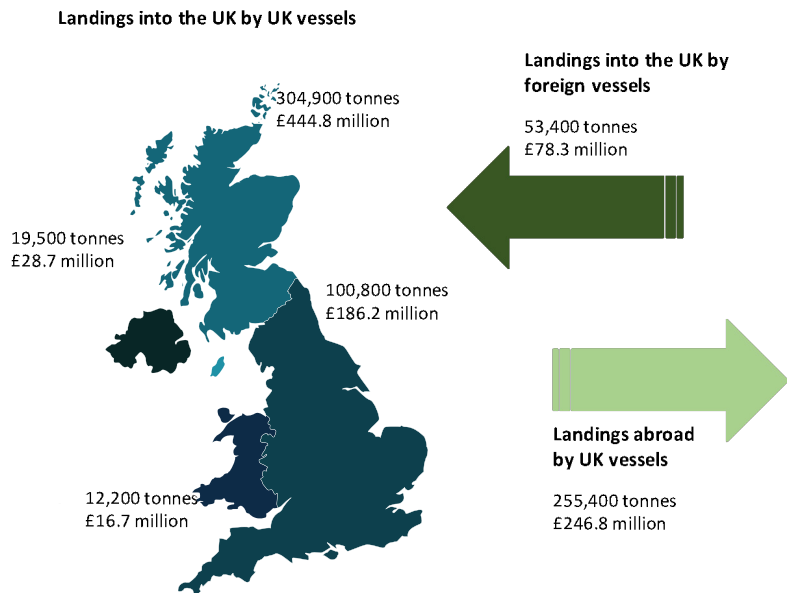 Landings into the UK by UK vessels
Landings into the UK by
foreign vessels
53,400 tonnes
£78.3 million
304,900 tonnes
£444.8 million
19,500 tonnes
£28.7 million
100,800 tonnes
£186.2 million
Landings abroad
by UK vessels
255,400 tonnes
£246.8 million
12,200 tonnes
£16.7 million